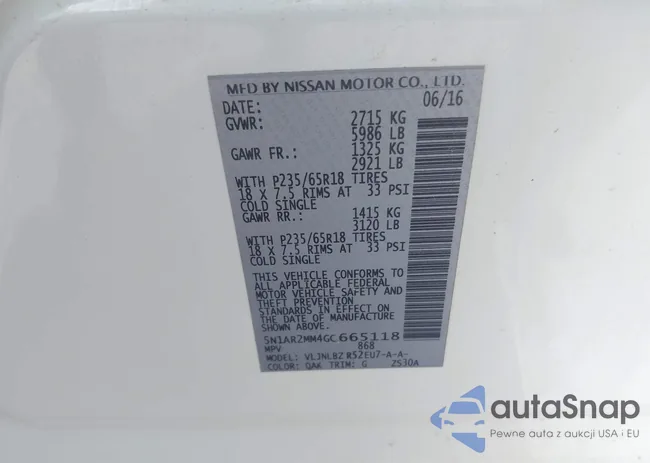 MFD BY NISSAN MOTOR CO., LTD.
DATE: 06/16
GVWR: 2715 KG
5986 LB
GAWR FR.: 1325 KG
2921 LB
WITH P235/65R18 TIRES
18 X 7.5 RIMS AT 33 PSI
COLD SINGLE
GAWR RR.: 1415 KG
3120 LB
WITH P235/65R18 TIRES
18 X 7.5 RIMS AT 33 PSI
COLD SINGLE
THIS VEHICLE CONFORMS TO
ALL APPLICABLE FEDERAL
MOTOR VEHICLE SAFETY AND
THEFT PREVENTION
STANDARDS IN EFFECT ON
THE DATE OF MANUFACTURE
SHOWN ABOVE.
5N1AR2MM4GC665118
MPV 868
MODEL: VLJNLBZ R52EU7-A-A-
COLOR: QAK TRIM: G 2S30A
autaSnap
Pewne auta z aukcji USA i EU